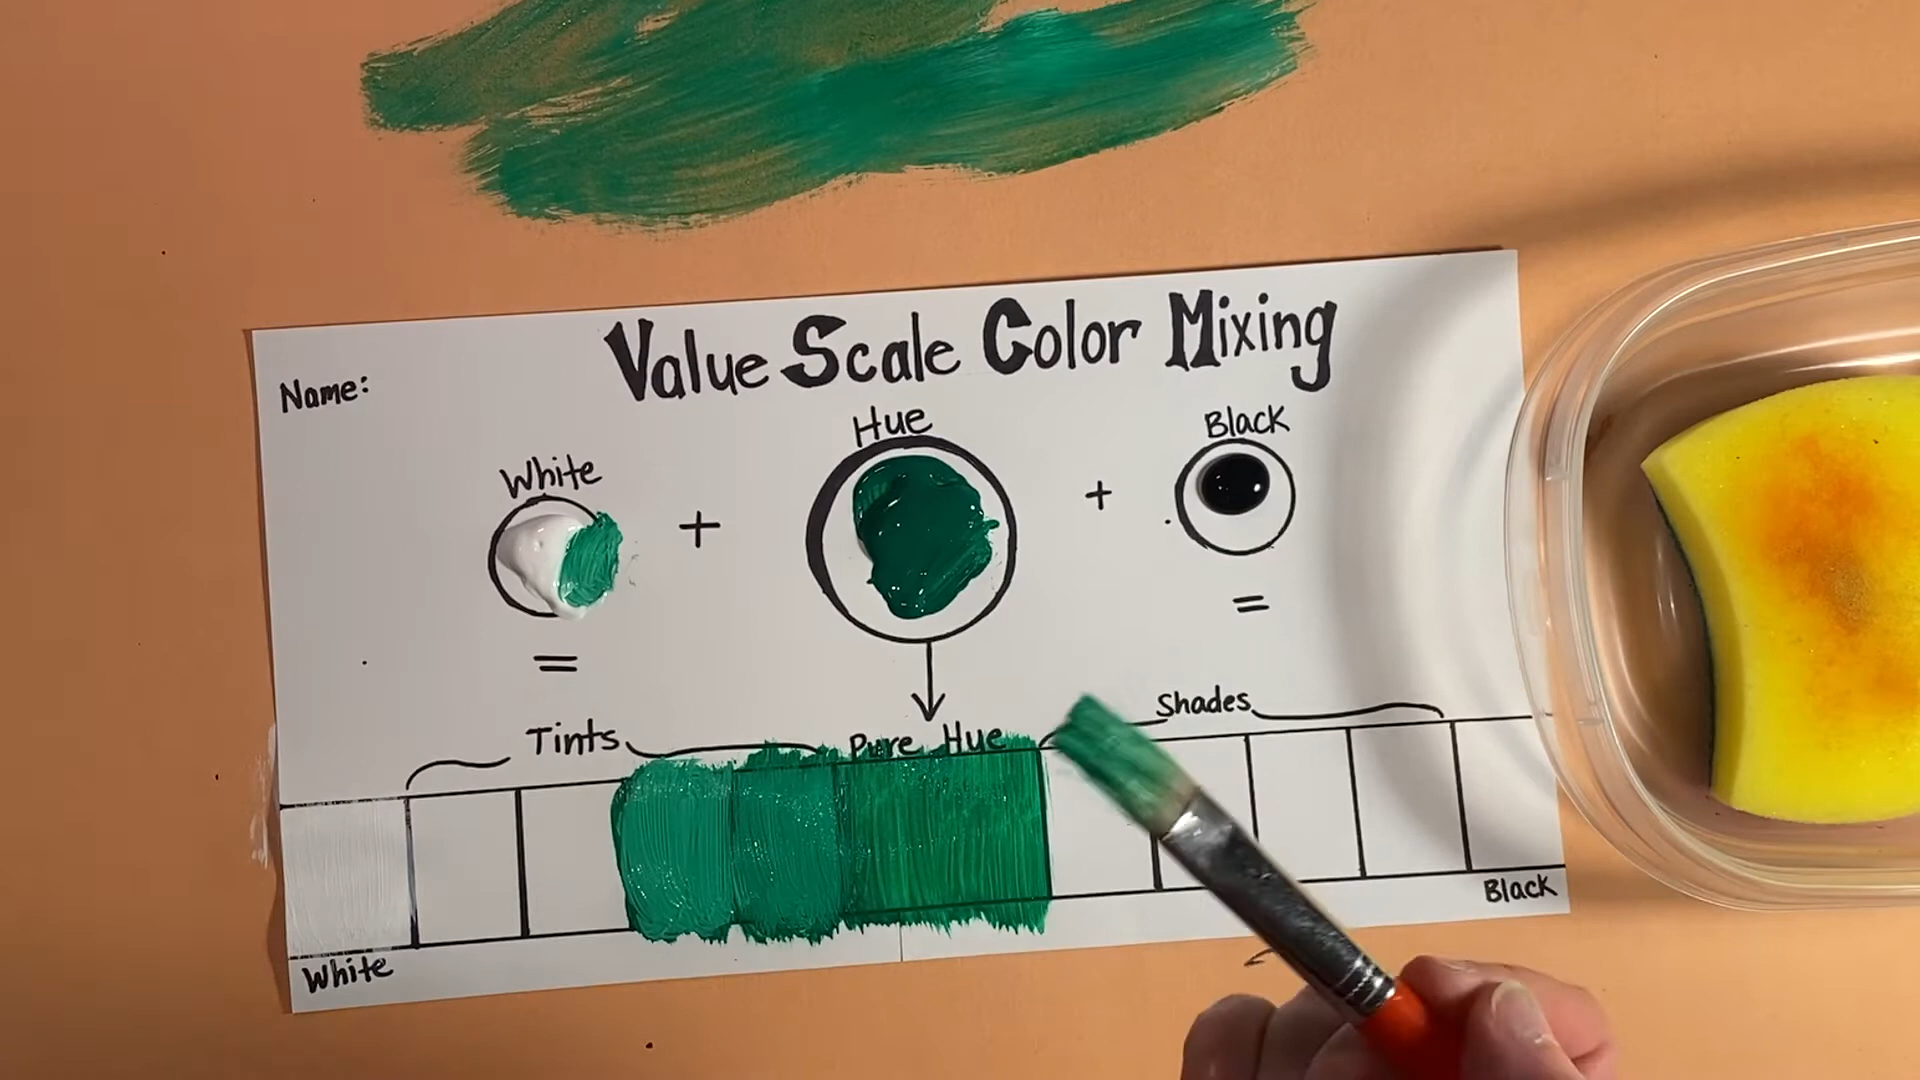 Value Scale Color Mixing
Name:
White
+
Hue
+
Black
=
=
Tints
Pure Hue
Shades
White
Black